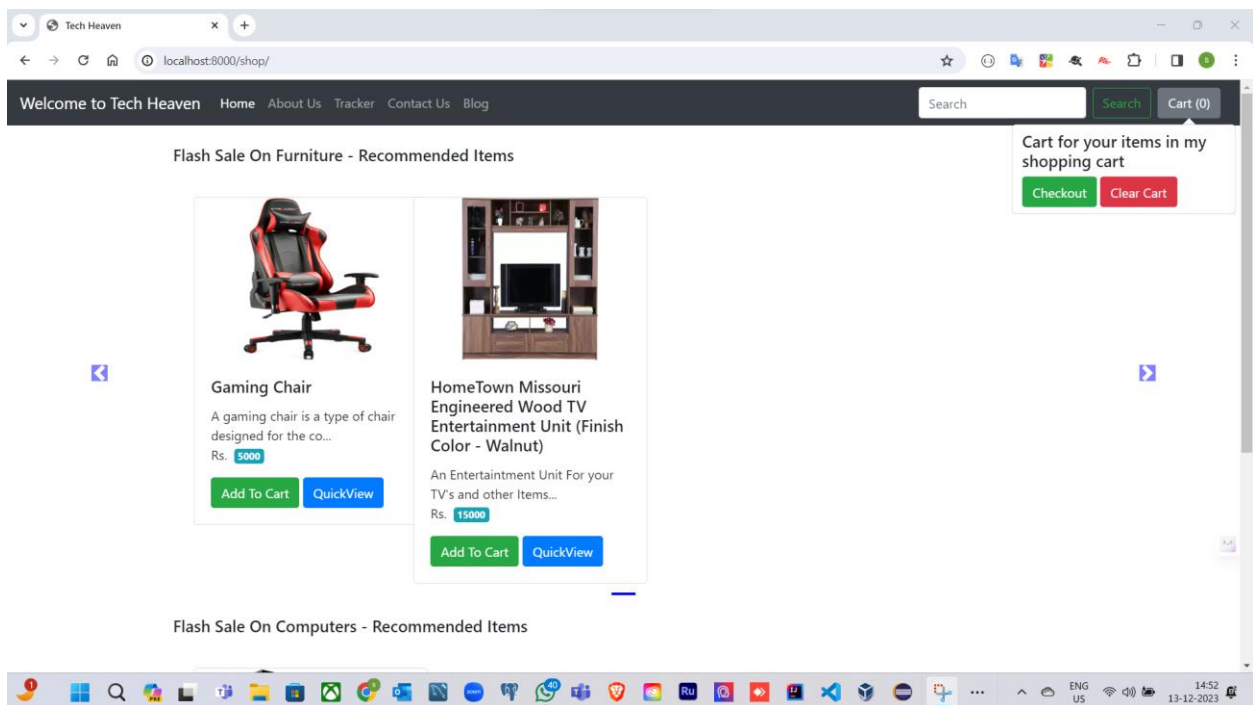 Tech Heaven
localhost:8000/shop/
S
Welcome to Tech Heaven Home About Us Tracker Contact Us Blog Search Search Cart (0)
Cart for your items in my
shopping cart
Checkout Clear Cart
Flash Sale On Furniture - Recommended Items
Gaming Chair
A gaming chair is a type of chair
designed for the co...
Rs. 5000
Add To Cart QuickView
HomeTown Missouri
Engineered Wood TV
Entertainment Unit (Finish
Color - Walnut)
An Entertaintment Unit For your
TV's and other Items...
Rs. 15000
Add To Cart QuickView
Flash Sale On Computers - Recommended Items
1
40
zoom
Ru
ENG
US
14:52
13-12-2023